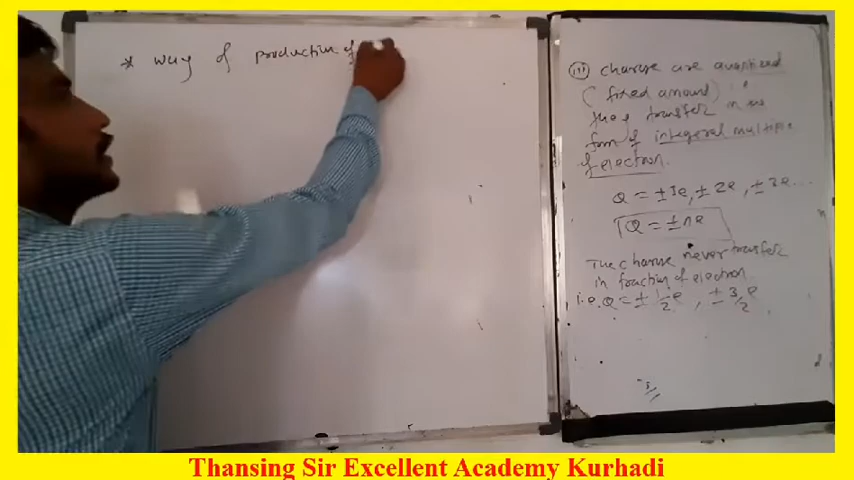 * way of production of
(iii) charge are quantized
(fixed amount) i.e
they transfer in the
form of integeral multiple
of electron.
Q = ±1e, ±2e, ±3e...
Q = ±ne
The charge never transfer
in fraction of electron
i.e. Q = ± 1/2 e, ± 3/2 e
Thansing Sir Excellent Academy Kurhadi